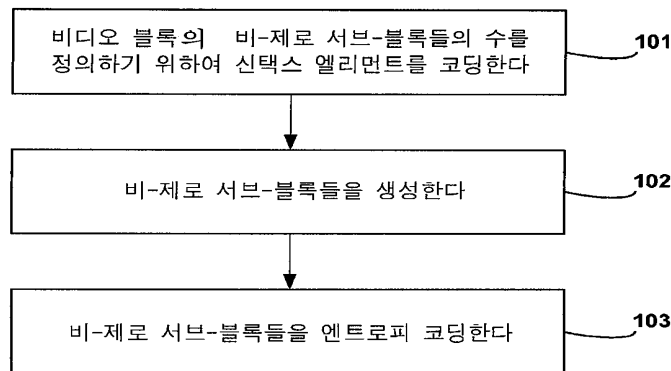 비디오 블록의 비-제로 서브-블록들의 수를
정의하기 위하여 신택스 엘리먼트를 코딩한다
101
비-제로 서브-블록들을 생성한다
102
비-제로 서브-블록들을 엔트로피 코딩한다
103